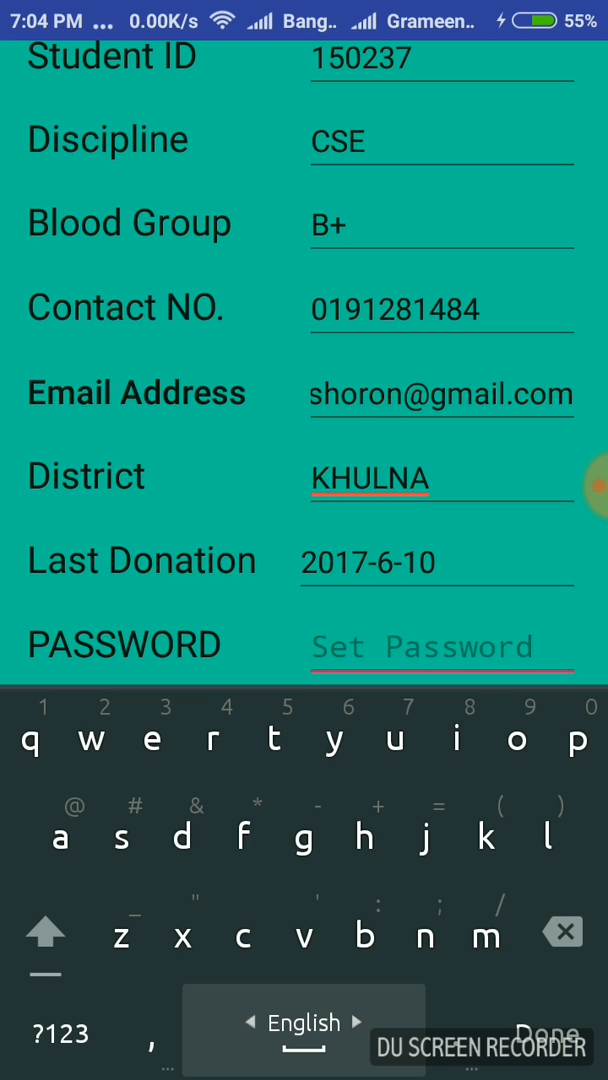 7:04 PM ... 0.00K/s Bang.. Grameen.. 55%
Student ID 150237
Discipline CSE
Blood Group B+
Contact NO. 0191281484
Email Address shoron@gmail.com
District KHULNA
Last Donation 2017-6-10
PASSWORD Set Password
1 2 3 4 5 6 7 8 9 0
q w e r t y u i o p
@ # & * - + = ( )
a s d f g h j k l
_ " ' : ; /
z x c v b n m
?123 , English . Done
DU SCREEN RECORDER